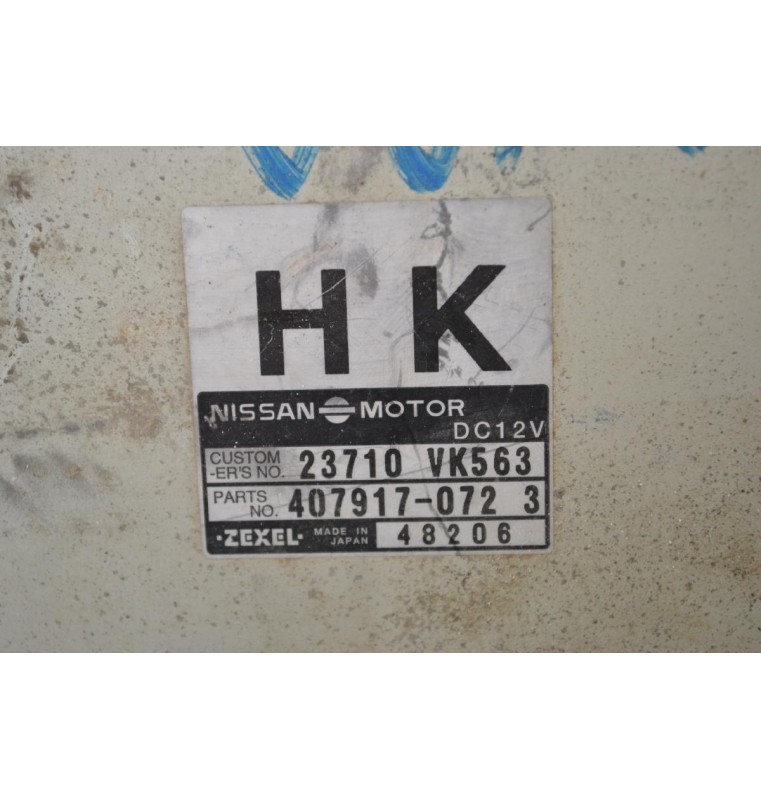 HK
NISSAN MOTOR
DC12V
CUSTOM
-ER'S NO. 23710 VK563
PARTS
NO. 407917-072 3
·ZEXEL· MADE IN
JAPAN 48206